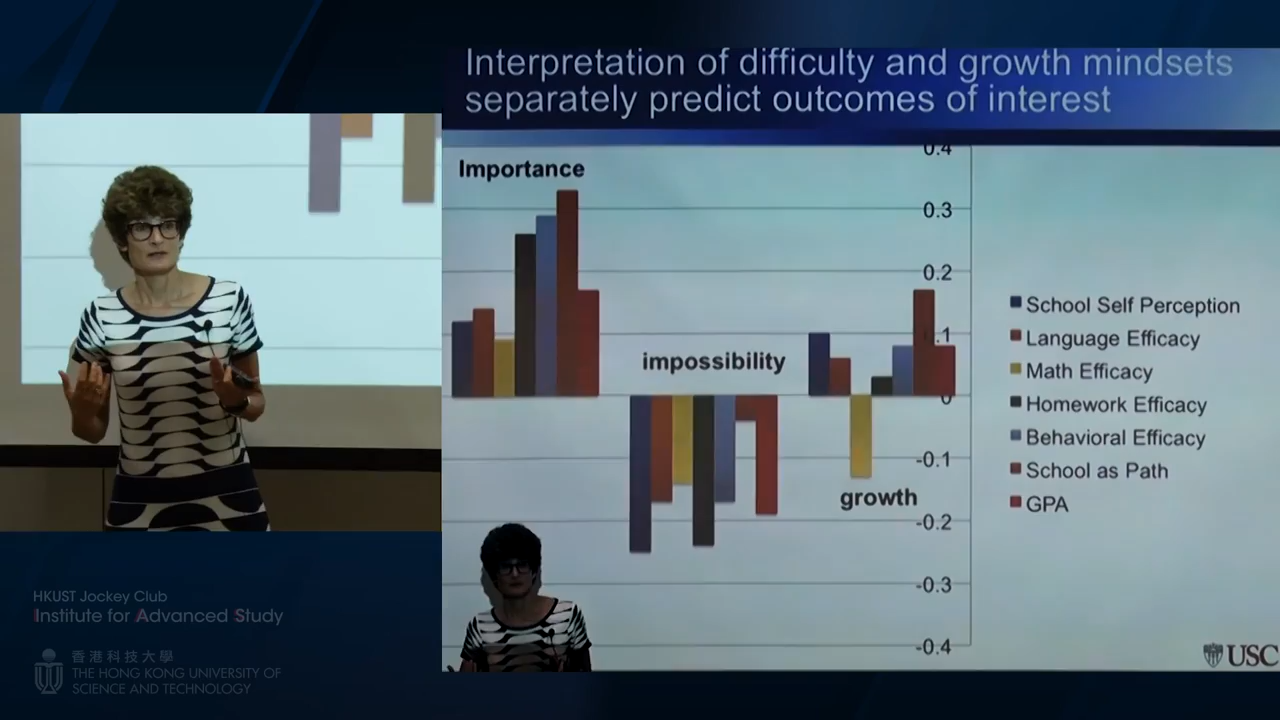 Interpretation of difficulty and growth mindsets
separately predict outcomes of interest
Importance
impossibility
growth
0.4
0.3
0.2
.1
0
-0.1
-0.2
-0.3
-0.4
School Self Perception
Language Efficacy
Math Efficacy
Homework Efficacy
Behavioral Efficacy
School as Path
GPA
USC
HKUST Jockey Club
Institute for Advanced Study
香港科技大學
THE HONG KONG UNIVERSITY OF
SCIENCE AND TECHNOLOGY